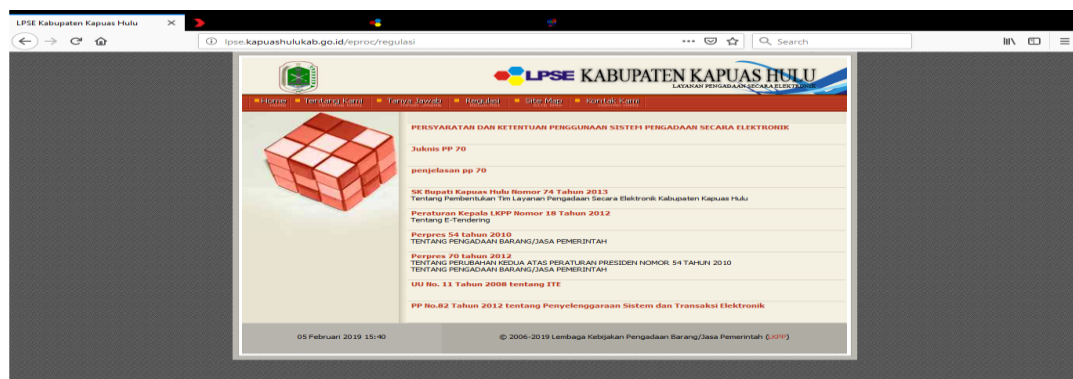 LPSE Kabupaten Kapuas Hulu
lpse.kapuashulukab.go.id/eproc/regulasi
Search
LPSE KABUPATEN KAPUAS HULU
LAYANAN PENGADAAN SECARA ELEKTRONIK
Home Tentang Kami Tanya Jawab Regulasi Site Map Kontak Kami
PERSYARATAN DAN KETENTUAN PENGGUNAAN SISTEM PENGADAAN SECARA ELEKTRONIK
Juknis PP 70
penjelasan pp 70
SK Bupati Kapuas Hulu Nomor 74 Tahun 2013
Tentang Pembentukan Tim Layanan Pengadaan Secara Elektronik Kabupaten Kapuas Hulu
Peraturan Kepala LKPP Nomor 18 Tahun 2012
Tentang E-Tendering
Perpres 54 tahun 2010
TENTANG PENGADAAN BARANG/JASA PEMERINTAH
Perpres 70 tahun 2012
TENTANG PERUBAHAN KEDUA ATAS PERATURAN PRESIDEN NOMOR 54 TAHUN 2010
TENTANG PENGADAAN BARANG/JASA PEMERINTAH
UU No. 11 Tahun 2008 tentang ITE
PP No.82 Tahun 2012 tentang Penyelenggaraan Sistem dan Transaksi Elektronik
05 Februari 2019 15:40
© 2006-2019 Lembaga Kebijakan Pengadaan Barang/Jasa Pemerintah (LKPP)